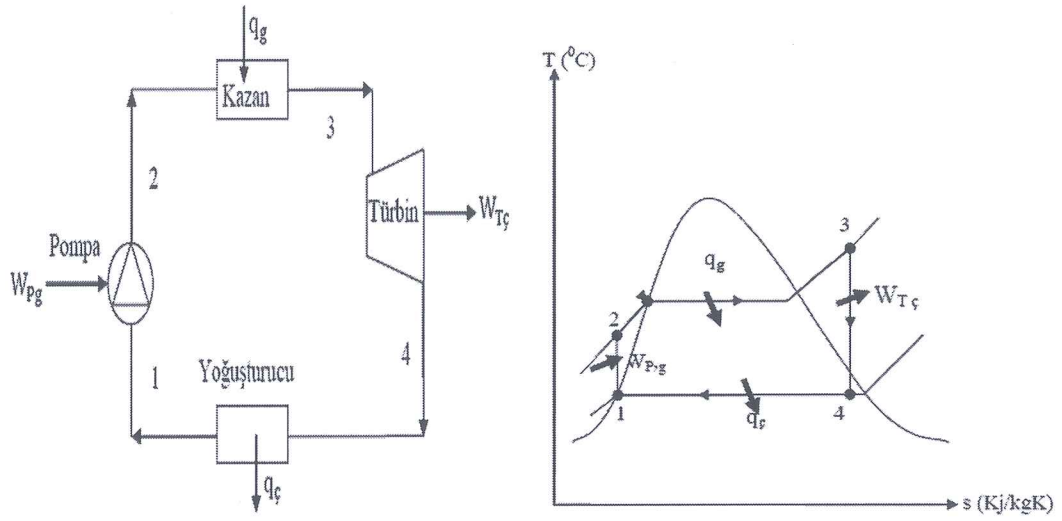 q_g
Kazan
3
2
Türbin
W_Tç
Pompa
W_Pg
4
1
Yoğuşturucu
q_ç
T (⁰C)
3
q_g
W_Tç
2
W_P,g
1
q_ç
4
s (Kj/kgK)